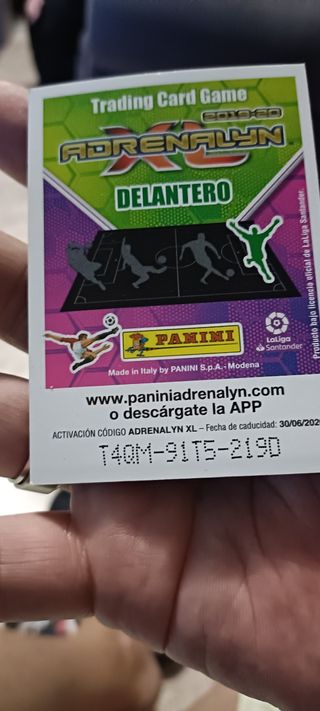 Trading Card Game
2019-20
ADRENALYN
XL
DELANTERO
Producto bajo licencia oficial de LaLiga Santander.
PANINI
LaLiga
Santander
Made in Italy by PANINI S.p.A. - Modena
www.paniniadrenalyn.com
o descárgate la APP
ACTIVACIÓN CÓDIGO ADRENALYN XL – Fecha de caducidad: 30/06/202
T4QM-91T5-219D